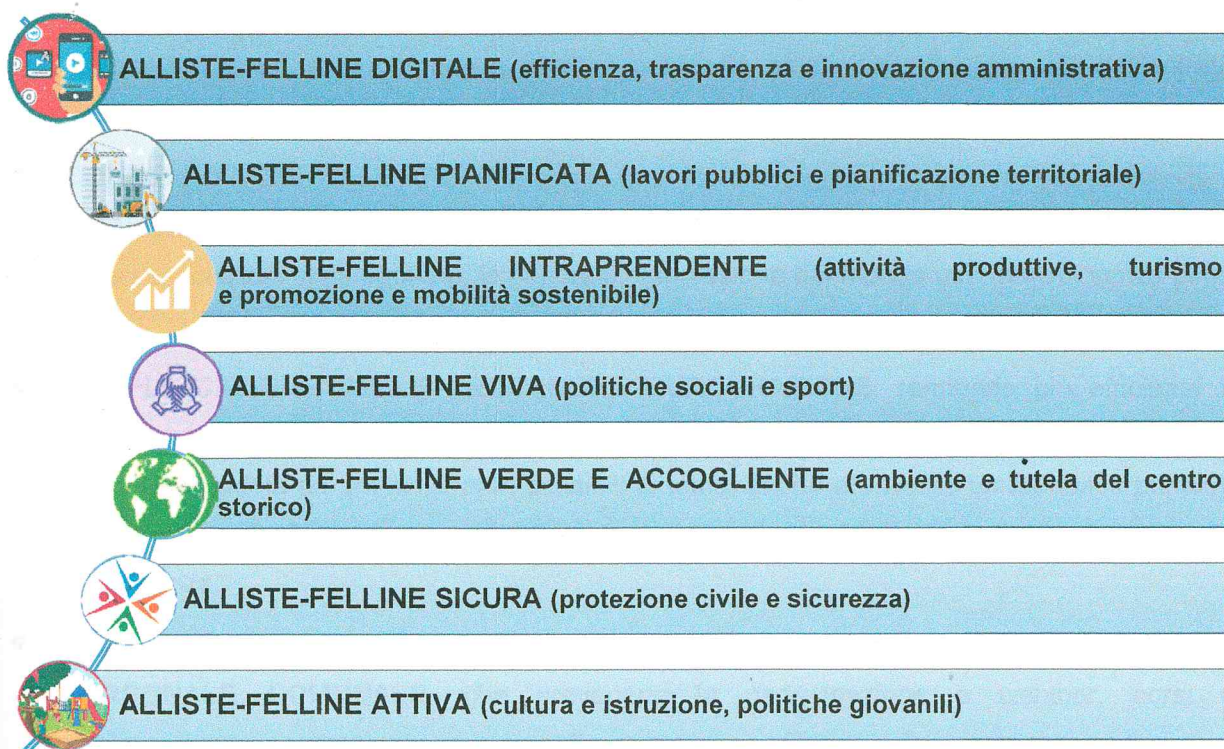 ALLISTE-FELLINE DIGITALE (efficienza, trasparenza e innovazione amministrativa)
ALLISTE-FELLINE PIANIFICATA (lavori pubblici e pianificazione territoriale)
ALLISTE-FELLINE INTRAPRENDENTE (attività produttive, turismo
e promozione e mobilità sostenibile)
ALLISTE-FELLINE VIVA (politiche sociali e sport)
ALLISTE-FELLINE VERDE E ACCOGLIENTE (ambiente e tutela del centro
storico)
ALLISTE-FELLINE SICURA (protezione civile e sicurezza)
ALLISTE-FELLINE ATTIVA (cultura e istruzione, politiche giovanili)